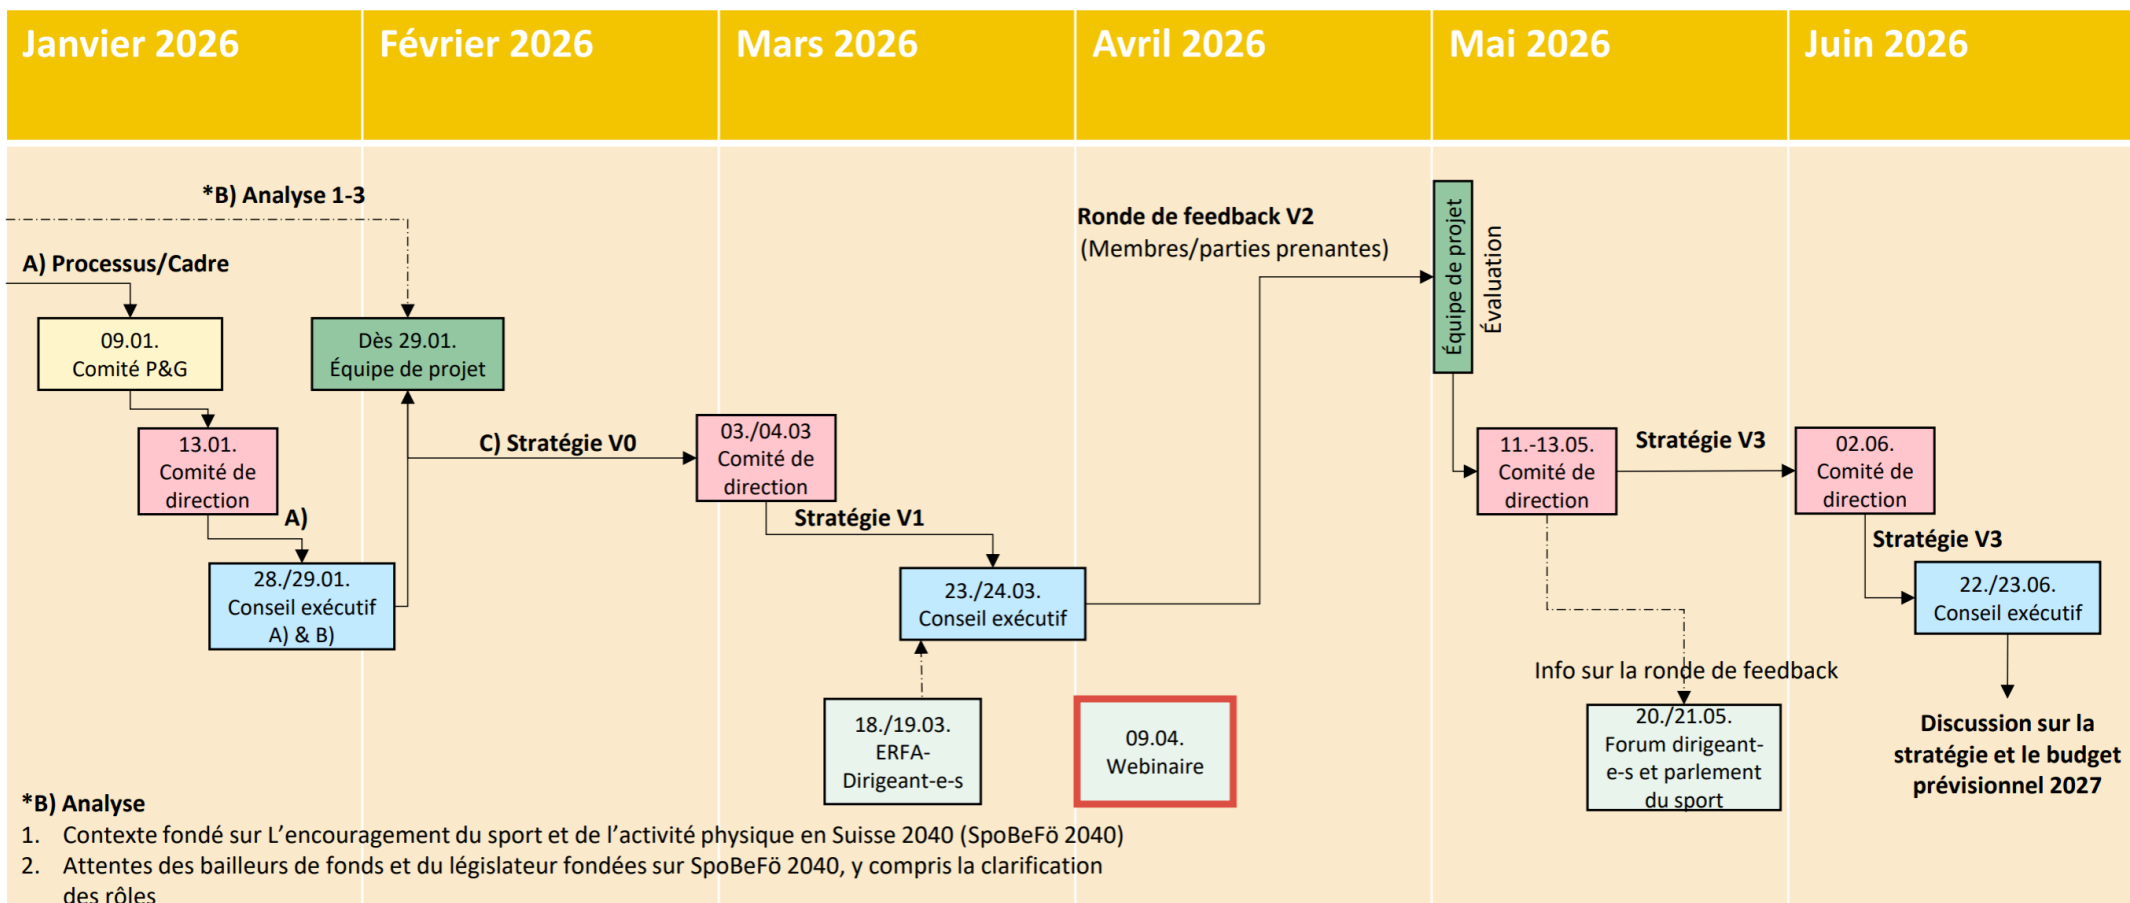 Janvier 2026
Février 2026
Mars 2026
Avril 2026
Mai 2026
Juin 2026
*B) Analyse 1-3
A) Processus/Cadre
09.01.
Comité P&G
13.01.
Comité de
direction
A)
28./29.01.
Conseil exécutif
A) & B)
Dès 29.01.
Équipe de projet
C) Stratégie V0
03./04.03
Comité de
direction
Stratégie V1
23./24.03.
Conseil exécutif
18./19.03.
ERFA-
Dirigeant-e-s
Ronde de feedback V2
(Membres/parties prenantes)
09.04.
Webinaire
Équipe de projet
Évaluation
11.-13.05.
Comité de
direction
Stratégie V3
Info sur la ronde de feedback
20./21.05.
Forum dirigeant-
e-s et parlement
du sport
02.06.
Comité de
direction
Stratégie V3
22./23.06.
Conseil exécutif
Discussion sur la
stratégie et le budget
prévisionnel 2027
*B) Analyse
1. Contexte fondé sur L’encouragement du sport et de l’activité physique en Suisse 2040 (SpoBeFö 2040)
2. Attentes des bailleurs de fonds et du législateur fondées sur SpoBeFö 2040, y compris la clarification
des rôles